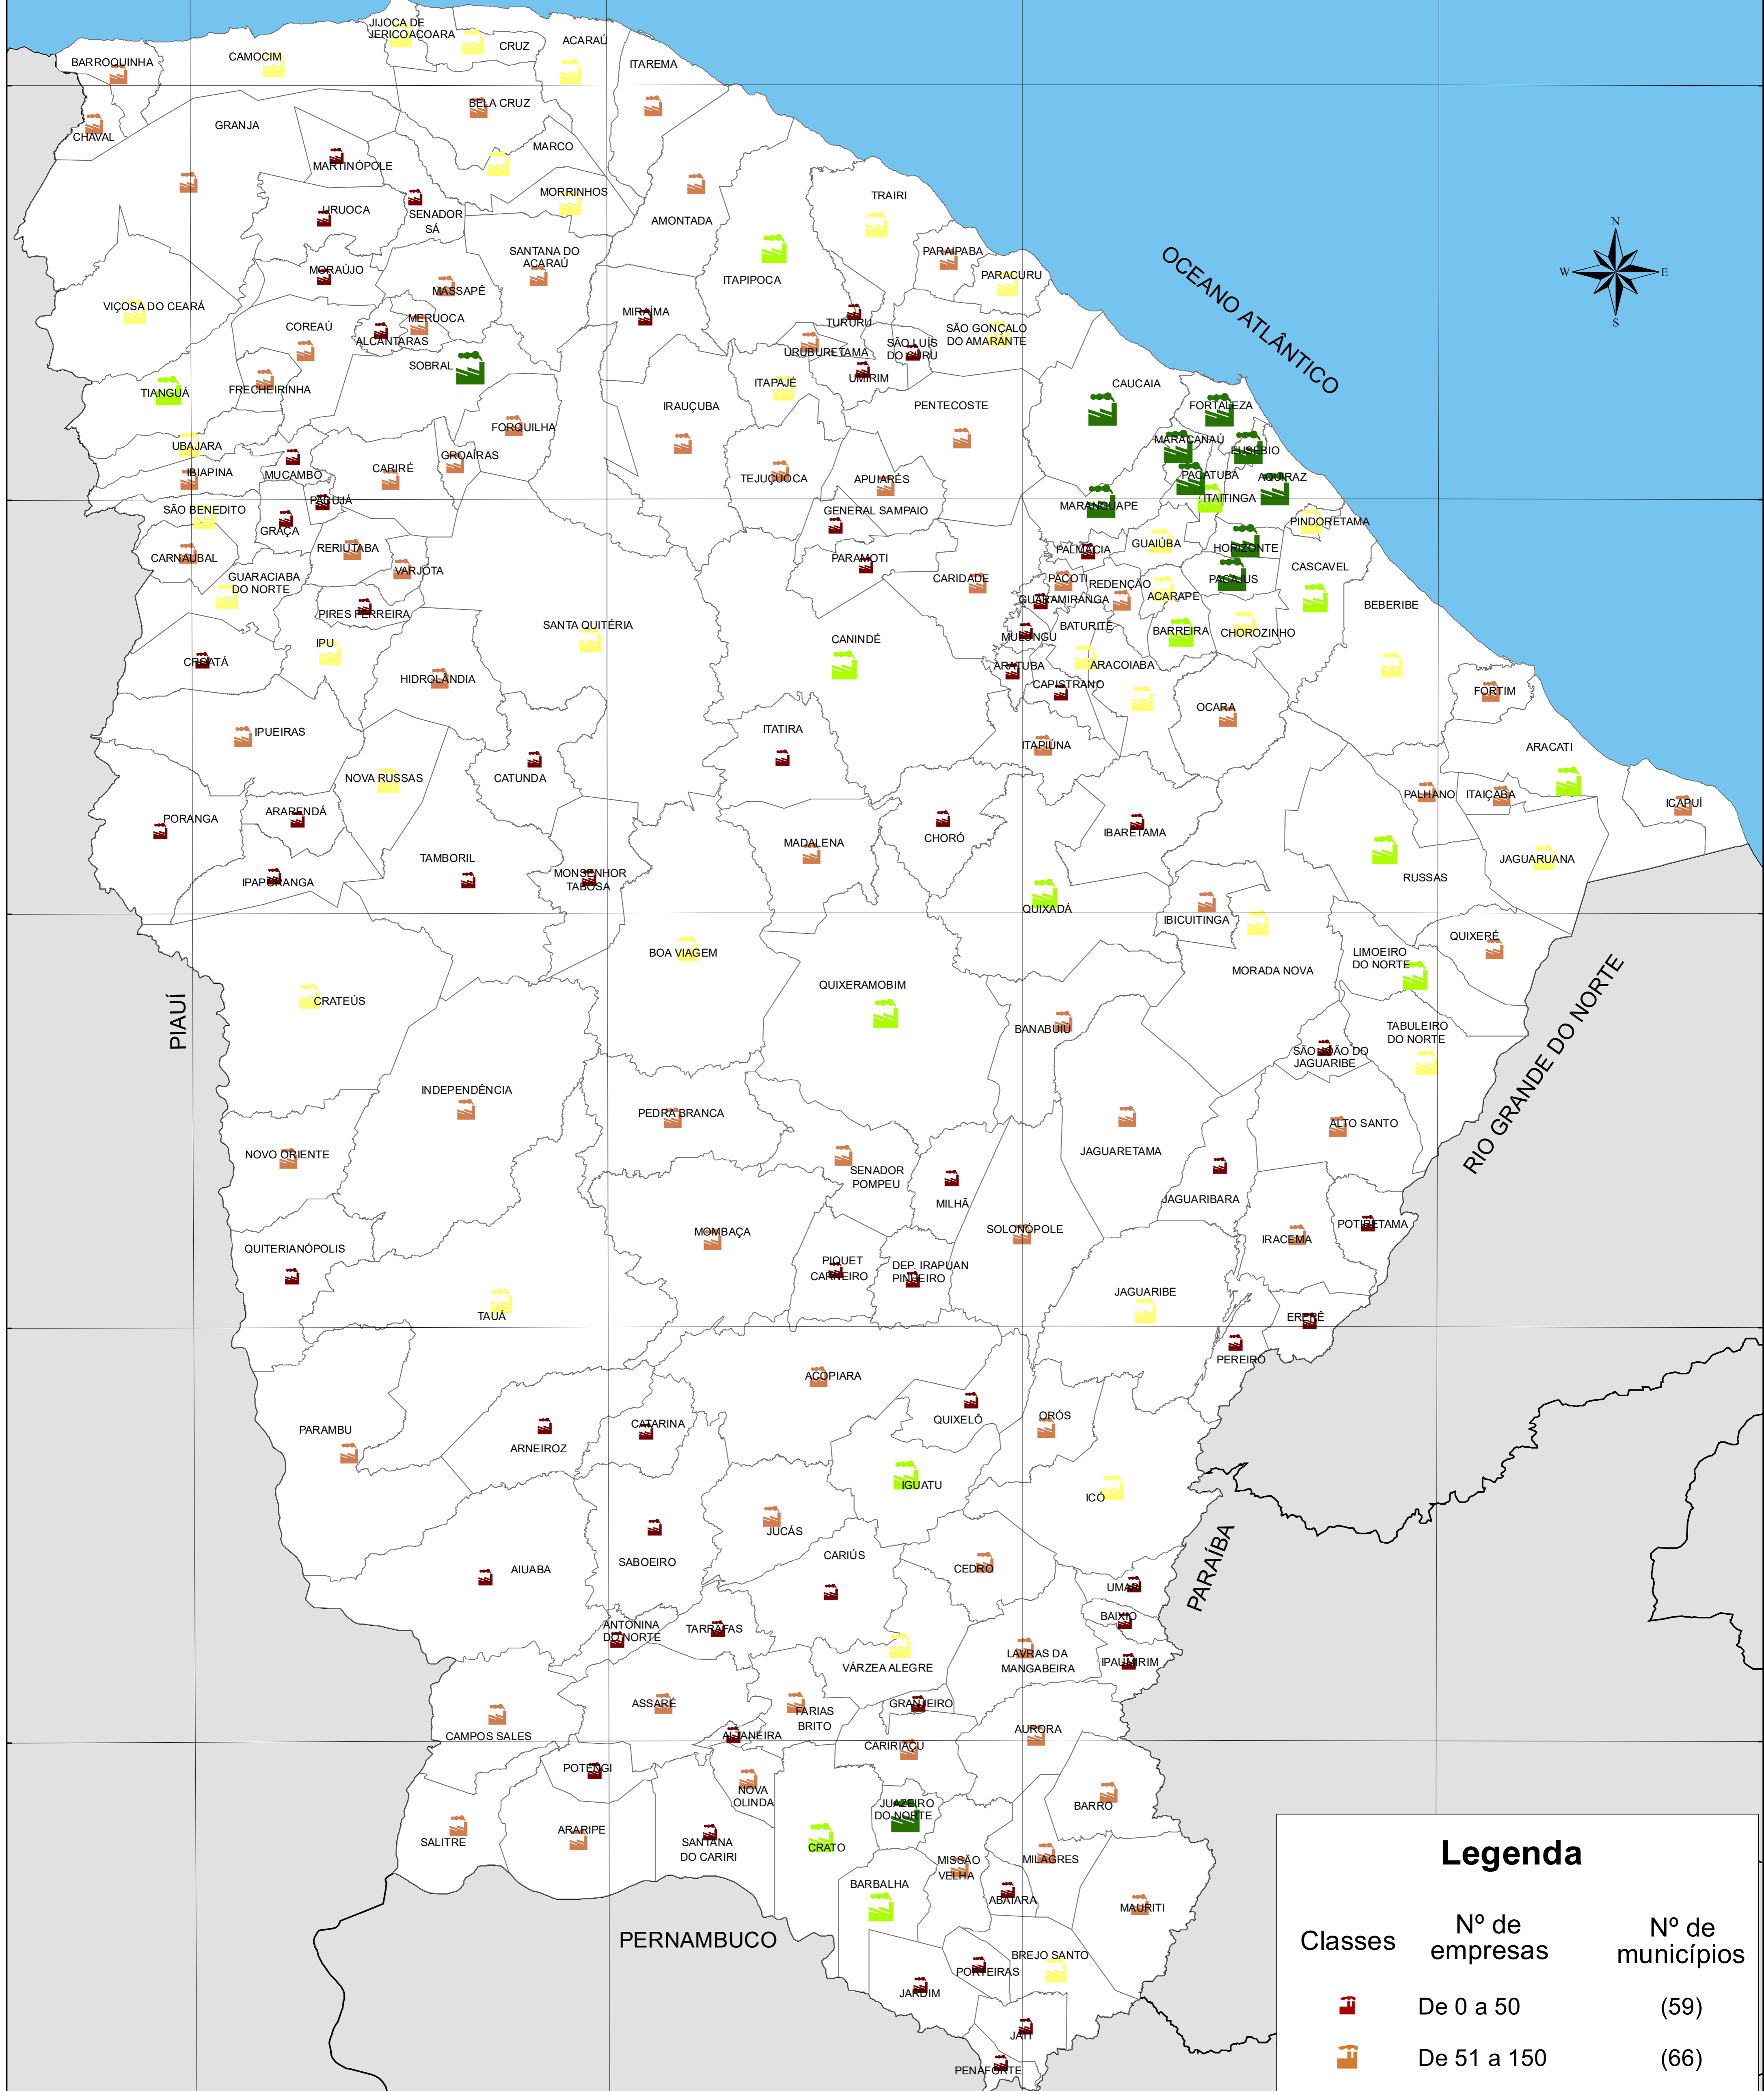 JIJOCA DE
JERICOACOARA
CRUZ
ACARAÚ
ITAREMA
BARROQUINHA
CAMOCIM
BELA CRUZ
CHAVAL
GRANJA
MARCO
MARTINÓPOLE
MORRINHOS
URUOCA
SENADOR
SÁ
AMONTADA
TRAIRI
SANTANA DO
ACARAÚ
PARAIPABA
OCEANO ATLÂNTICO
N
W
E
S
MORAÚJO
MASSAPÊ
ITAPIPOCA
PARACURU
VIÇOSA DO CEARÁ
MERUOCA
MIRAÍMA
TURURU
COREAÚ
ALCÂNTARAS
SÃO GONÇALO
DO AMARANTE
URUBURETAMA
SÃO LUÍS
DO CURU
SOBRAL
UMIRIM
TIANGUÁ
FRECHEIRINHA
ITAPAJÉ
CAUCAIA
IRAUÇUBA
PENTECOSTE
FORTALEZA
FORQUILHA
UBAJARA
GROAÍRAS
MARACANAÚ
EUSÉBIO
IBIAPINA
MUCAMBO
CARIRÉ
TEJUÇUOCA
APUIARÉS
PACATUBA
AQUIRAZ
PACUJÁ
ITAITINGA
SÃO BENEDITO
GENERAL SAMPAIO
MARANGUAPE
GRAÇA
PINDORETAMA
CARNAUBAL
RERIUTABA
PARAMOTI
PALMÁCIA
GUAIÚBA
HORIZONTE
VARJOTA
CASCAVEL
GUARACIABA
DO NORTE
CARIDADE
PACOTI
REDENÇÃO
PACAJUS
GUARAMIRANGA
ACARAPE
BEBERIBE
PIRES FERREIRA
SANTA QUITÉRIA
BATURITÉ
BARREIRA
CHOROZINHO
IPU
CANINDÉ
MULUNGU
CROATÁ
ARATUBA
ARACOIABA
HIDROLÂNDIA
CAPISTRANO
FORTIM
OCARA
IPUEIRAS
ITATIRA
ITAPIÚNA
ARACATI
NOVA RUSSAS
CATUNDA
PALHANO
ITAIÇABA
ICAPUÍ
PORANGA
ARARENDÁ
MADALENA
CHORÓ
IBARETAMA
TAMBORIL
JAGUARUANA
IPAPORANGA
MONSENHOR
TABOSA
RUSSAS
QUIXADÁ
IBICUITINGA
QUIXERÉ
BOA VIAGEM
LIMOEIRO
DO NORTE
MORADA NOVA
QUIXERAMOBIM
CRATEÚS
PIAUÍ
BANABUIÚ
TABULEIRO
DO NORTE
RIO GRANDE DO NORTE
SÃO JOÃO DO
JAGUARIBE
INDEPENDÊNCIA
PEDRA BRANCA
ALTO SANTO
NOVO ORIENTE
JAGUARETAMA
SENADOR
POMPEU
MILHÃ
JAGUARIBARA
MOMBAÇA
SOLONÓPOLE
POTIRETAMA
IRACEMA
QUITERIANÓPOLIS
PIQUET
CARNEIRO
DEP. IRAPUAN
PINHEIRO
JAGUARIBE
TAUÁ
ERERÊ
PEREIRO
ACOPIARA
QUIXELÔ
ORÓS
CATARINA
PARAMBU
ARNEIROZ
IGUATU
ICÓ
JUCÁS
CARIÚS
SABOEIRO
AIUABA
CEDRO
PARAÍBA
UMARI
ANTONINA
DO NORTE
TARRAFAS
BAIXIO
LAVRAS DA
MANGABEIRA
IPAUMIRIM
VÁRZEA ALEGRE
ASSARÉ
FARIAS
BRITO
GRANJEIRO
CAMPOS SALES
ALTANEIRA
AURORA
CARIRIAÇU
POTENGI
NOVA
OLINDA
JUAZEIRO
DO NORTE
BARRO
SALITRE
ARARIPE
SANTANA
DO CARIRI
CRATO
MISSÃO
VELHA
MILAGRES
BARBALHA
ABAIARA
MAURITI
PERNAMBUCO
BREJO SANTO
PORTEIRAS
JARDIM
JATI
PENAFORTE
Legenda
Classes
Nº de
empresas
Nº de
municípios
De 0 a 50
(59)
De 51 a 150
(66)